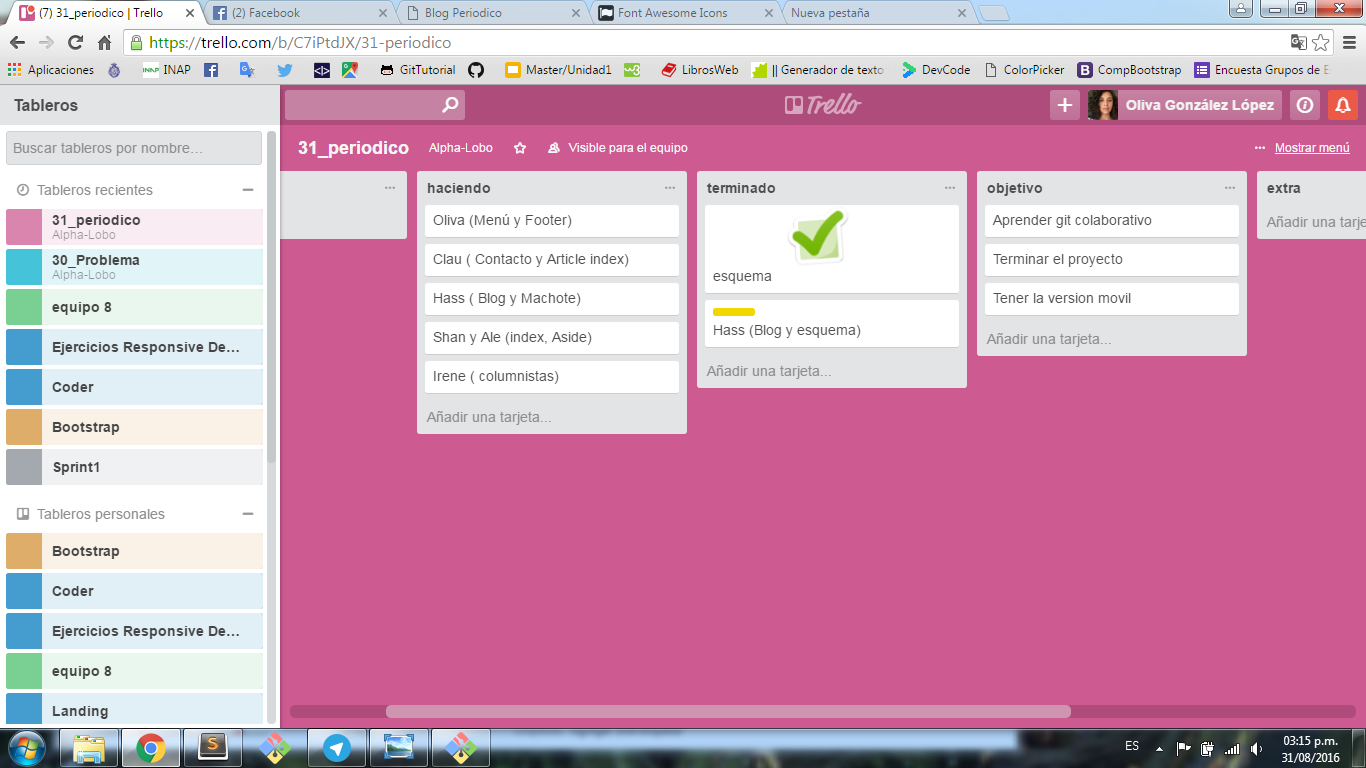 (7) 31_periodico | Trello
(2) Facebook
Blog Periodico
Font Awesome Icons
Nueva pestaña
https://trello.com/b/C7iPtdJX/31-periodico
Aplicaciones
INAP
INAP
GitTutorial
Master/Unidad1
w3
LibrosWeb
|| Generador de texto
DevCode
ColorPicker
B
CompBootstrap
Encuesta Grupos de E
Tableros
Trello
Oliva González López
Buscar tableros por nombre...
31_periodico
Alpha-Lobo
Visible para el equipo
Mostrar menú
Tableros recientes
31_periodico
Alpha-Lobo
30_Problema
Alpha-Lobo
equipo 8
Ejercicios Responsive De...
Coder
Bootstrap
Sprint1
Tableros personales
Bootstrap
Coder
Ejercicios Responsive De...
equipo 8
Landing
haciendo
Oliva (Menú y Footer)
Clau ( Contacto y Article index)
Hass ( Blog y Machote)
Shan y Ale (index, Aside)
Irene ( columnistas)
Añadir una tarjeta...
terminado
esquema
Hass (Blog y esquema)
Añadir una tarjeta...
objetivo
Aprender git colaborativo
Terminar el proyecto
Tener la version movil
Añadir una tarjeta...
extra
Añadir una tarje
ES
03:15 p.m.
31/08/2016